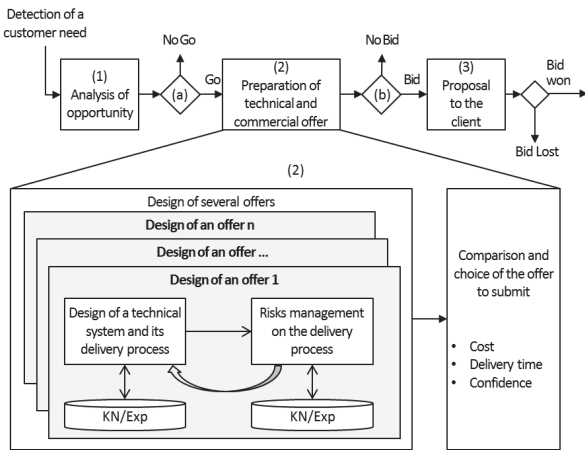 Detection of a
customer need
No Go
No Bid
(1)
Analysis of
opportunity
(a)
Go
(2)
Preparation of
technical and
commercial offer
(b)
Bid
(3)
Proposal
to the
client
Bid
won
Bid Lost
(2)
Design of several offers
Design of an offer n
Design of an offer ...
Design of an offer 1
Design of a technical
system and its
delivery process
Risks management
on the delivery
process
KN/Exp
KN/Exp
Comparison and
choice of the offer
to submit
• Cost
• Delivery time
• Confidence